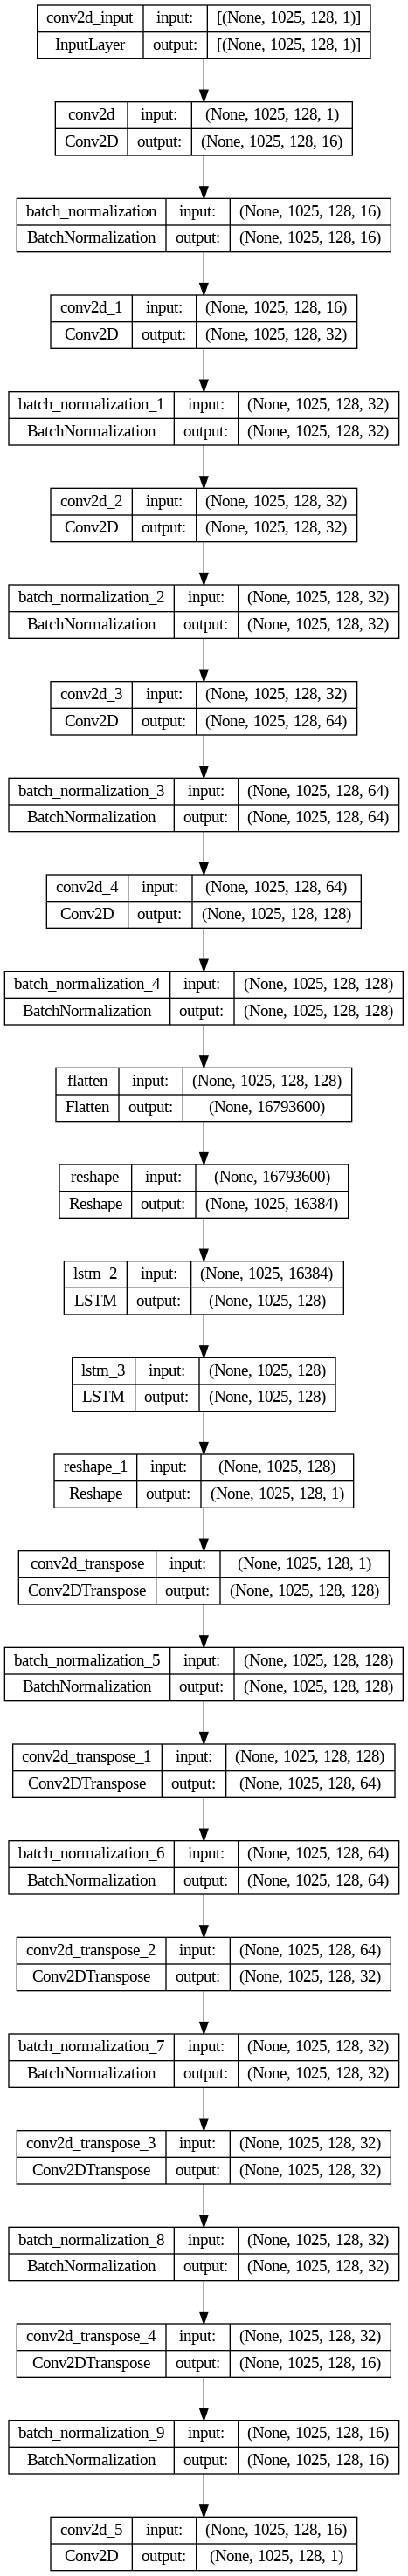 conv2d_input input: [(None, 1025, 128, 1)]
InputLayer output: [(None, 1025, 128, 1)]
conv2d input: (None, 1025, 128, 1)
Conv2D output: (None, 1025, 128, 16)
batch_normalization input: (None, 1025, 128, 16)
BatchNormalization output: (None, 1025, 128, 16)
conv2d_1 input: (None, 1025, 128, 16)
Conv2D output: (None, 1025, 128, 32)
batch_normalization_1 input: (None, 1025, 128, 32)
BatchNormalization output: (None, 1025, 128, 32)
conv2d_2 input: (None, 1025, 128, 32)
Conv2D output: (None, 1025, 128, 32)
batch_normalization_2 input: (None, 1025, 128, 32)
BatchNormalization output: (None, 1025, 128, 32)
conv2d_3 input: (None, 1025, 128, 32)
Conv2D output: (None, 1025, 128, 64)
batch_normalization_3 input: (None, 1025, 128, 64)
BatchNormalization output: (None, 1025, 128, 64)
conv2d_4 input: (None, 1025, 128, 64)
Conv2D output: (None, 1025, 128, 128)
batch_normalization_4 input: (None, 1025, 128, 128)
BatchNormalization output: (None, 1025, 128, 128)
flatten input: (None, 1025, 128, 128)
Flatten output: (None, 16793600)
reshape input: (None, 16793600)
Reshape output: (None, 1025, 16384)
lstm_2 input: (None, 1025, 16384)
LSTM output: (None, 1025, 128)
lstm_3 input: (None, 1025, 128)
LSTM output: (None, 1025, 128)
reshape_1 input: (None, 1025, 128)
Reshape output: (None, 1025, 128, 1)
conv2d_transpose input: (None, 1025, 128, 1)
Conv2DTranspose output: (None, 1025, 128, 128)
batch_normalization_5 input: (None, 1025, 128, 128)
BatchNormalization output: (None, 1025, 128, 128)
conv2d_transpose_1 input: (None, 1025, 128, 128)
Conv2DTranspose output: (None, 1025, 128, 64)
batch_normalization_6 input: (None, 1025, 128, 64)
BatchNormalization output: (None, 1025, 128, 64)
conv2d_transpose_2 input: (None, 1025, 128, 64)
Conv2DTranspose output: (None, 1025, 128, 32)
batch_normalization_7 input: (None, 1025, 128, 32)
BatchNormalization output: (None, 1025, 128, 32)
conv2d_transpose_3 input: (None, 1025, 128, 32)
Conv2DTranspose output: (None, 1025, 128, 32)
batch_normalization_8 input: (None, 1025, 128, 32)
BatchNormalization output: (None, 1025, 128, 32)
conv2d_transpose_4 input: (None, 1025, 128, 32)
Conv2DTranspose output: (None, 1025, 128, 16)
batch_normalization_9 input: (None, 1025, 128, 16)
BatchNormalization output: (None, 1025, 128, 16)
conv2d_5 input: (None, 1025, 128, 16)
Conv2D output: (None, 1025, 128, 1)